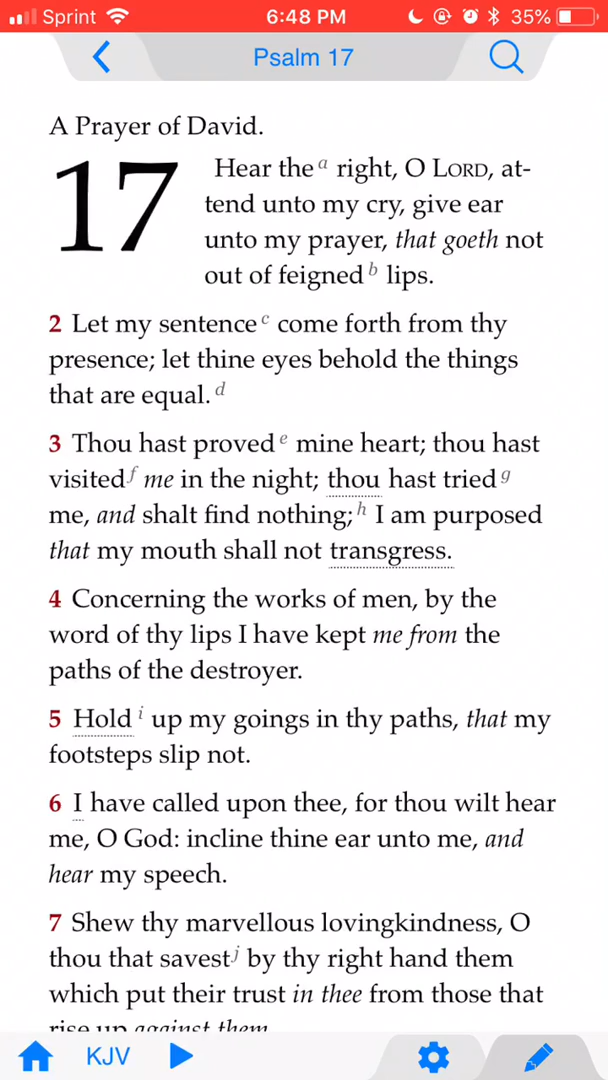 Sprint 6:48 PM 35%
Psalm 17
A Prayer of David.
17 Hear the a right, O LORD, at-
tend unto my cry, give ear
unto my prayer, that goeth not
out of feigned b lips.
2 Let my sentence c come forth from thy
presence; let thine eyes behold the things
that are equal. d
3 Thou hast proved e mine heart; thou hast
visited f me in the night; thou hast tried g
me, and shalt find nothing; h I am purposed
that my mouth shall not transgress.
4 Concerning the works of men, by the
word of thy lips I have kept me from the
paths of the destroyer.
5 Hold i up my goings in thy paths, that my
footsteps slip not.
6 I have called upon thee, for thou wilt hear
me, O God: incline thine ear unto me, and
hear my speech.
7 Shew thy marvellous lovingkindness, O
thou that savest j by thy right hand them
which put their trust in thee from those that
rise up against them
KJV